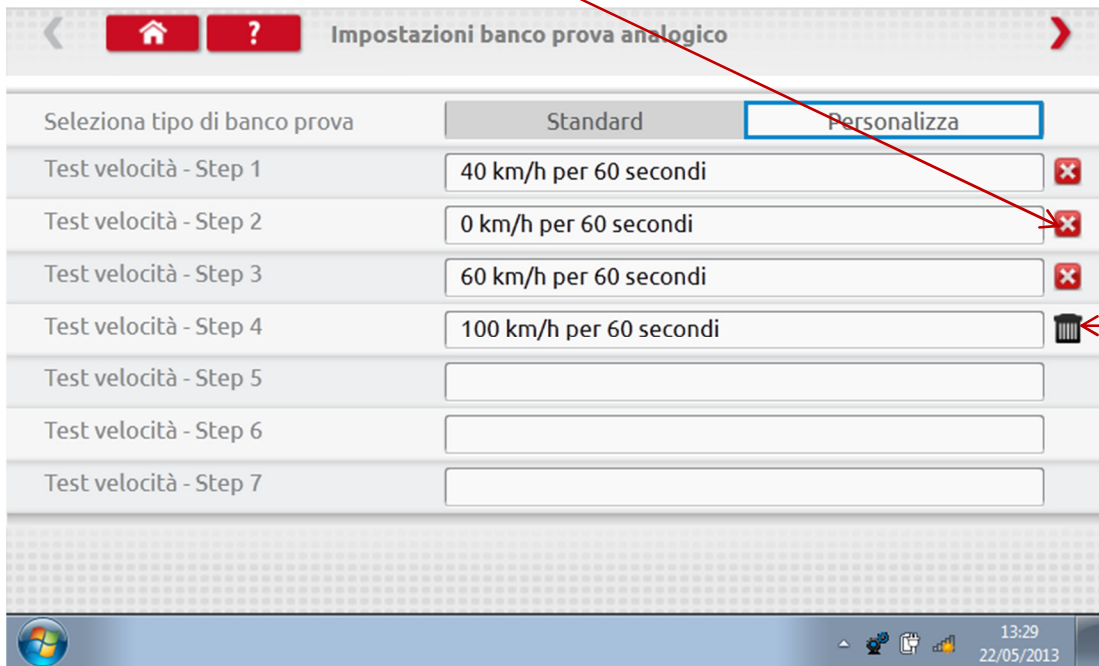 ? Impostazioni banco prova analogico
Seleziona tipo di banco prova Standard Personalizza
Test velocità - Step 1 40 km/h per 60 secondi
Test velocità - Step 2 0 km/h per 60 secondi
Test velocità - Step 3 60 km/h per 60 secondi
Test velocità - Step 4 100 km/h per 60 secondi
Test velocità - Step 5
Test velocità - Step 6
Test velocità - Step 7
13:29
22/05/2013